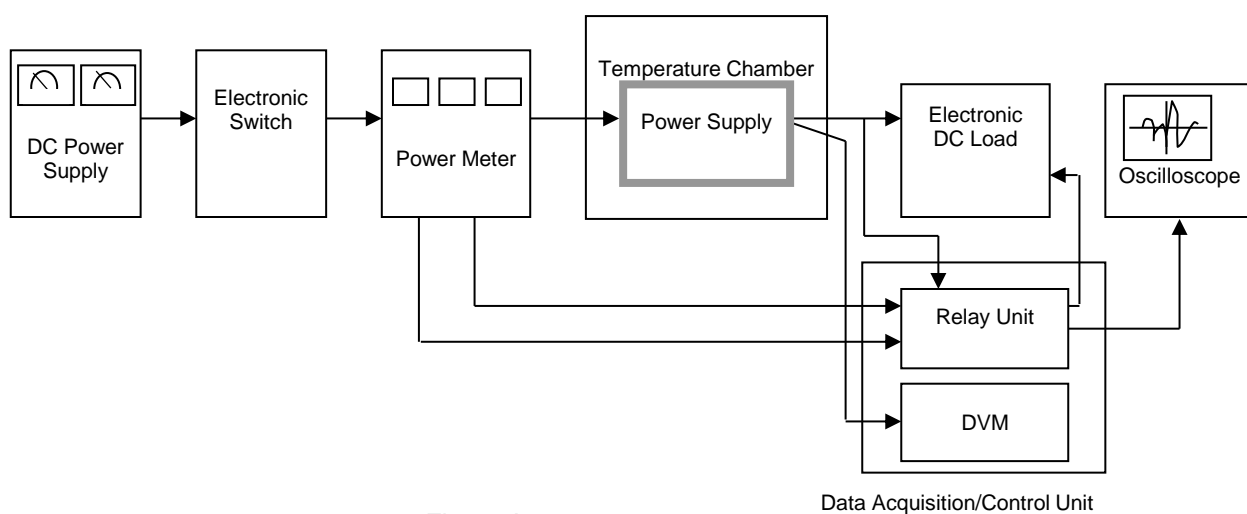 DC Power
Supply
Electronic
Switch
Power Meter
Temperature Chamber
Power Supply
Electronic
DC Load
Oscilloscope
Relay Unit
DVM
Data Acquisition/Control Unit